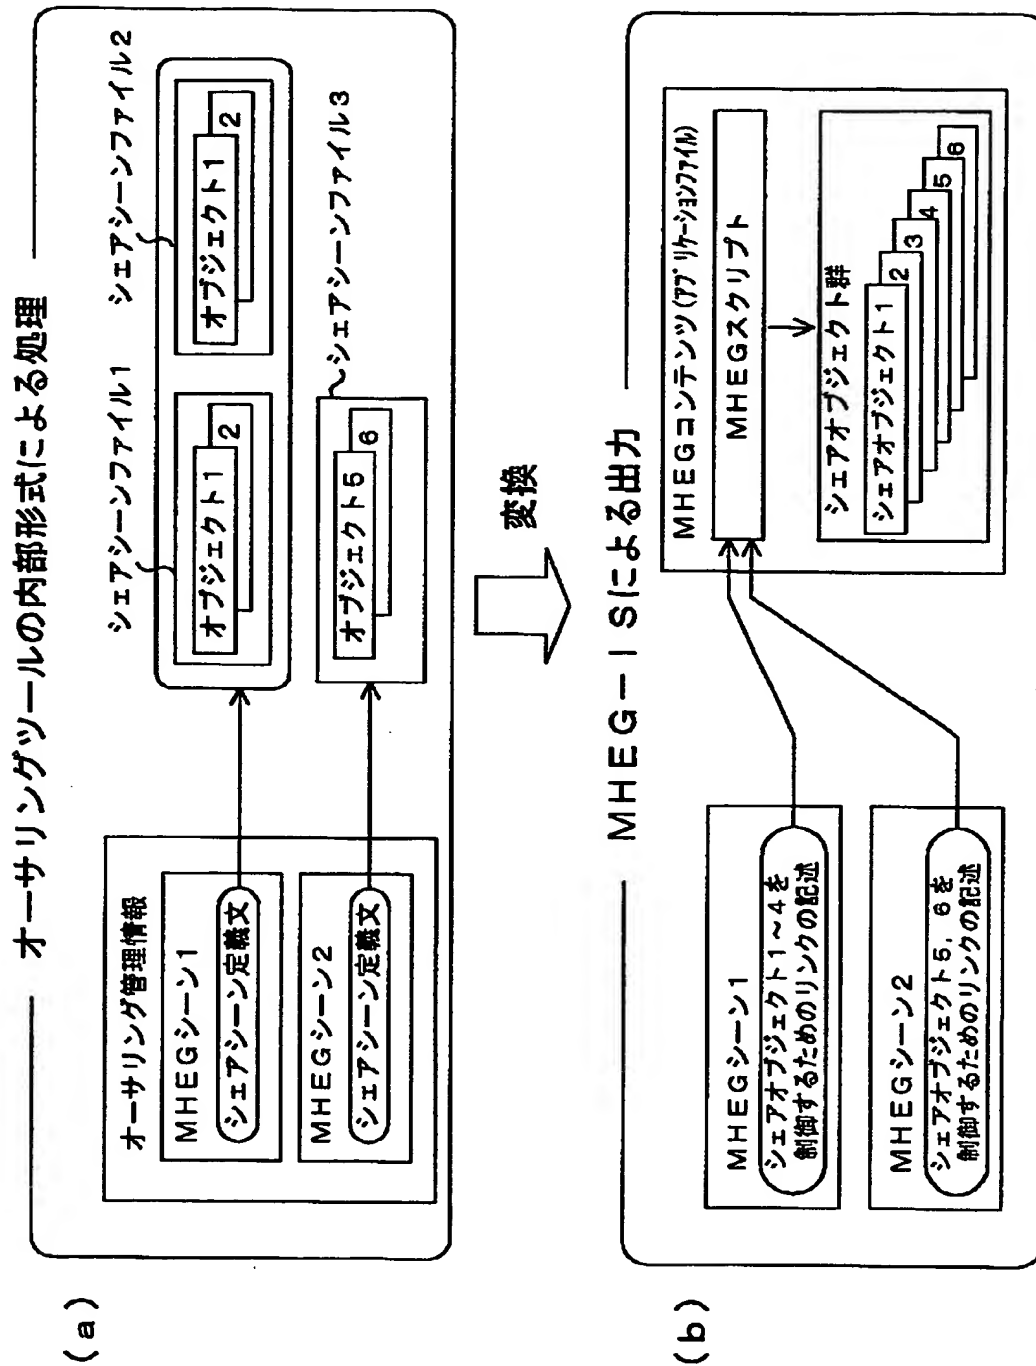 (a)
オーサリングツールの内部形式による処理
オーサリング管理情報
MHEGシーン1
シェアシーン定義文
MHEGシーン2
シェアシーン定義文
シェアシーンファイル1
オブジェクト1
2
シェアシーンファイル2
オブジェクト1
2
シェアシーンファイル3
オブジェクト5
6
変換
(b)
MHEG-ISによる出力
MHEGシーン1
シェアオブジェクト1~4を
制御するためのリンクの記述
MHEGシーン2
シェアオブジェクト5,6を
制御するためのリンクの記述
MHEGコンテンツ(アプリケーションファイル)
MHEGスクリプト
シェアオブジェクト群
シェアオブジェクト1
2
3
4
5
6